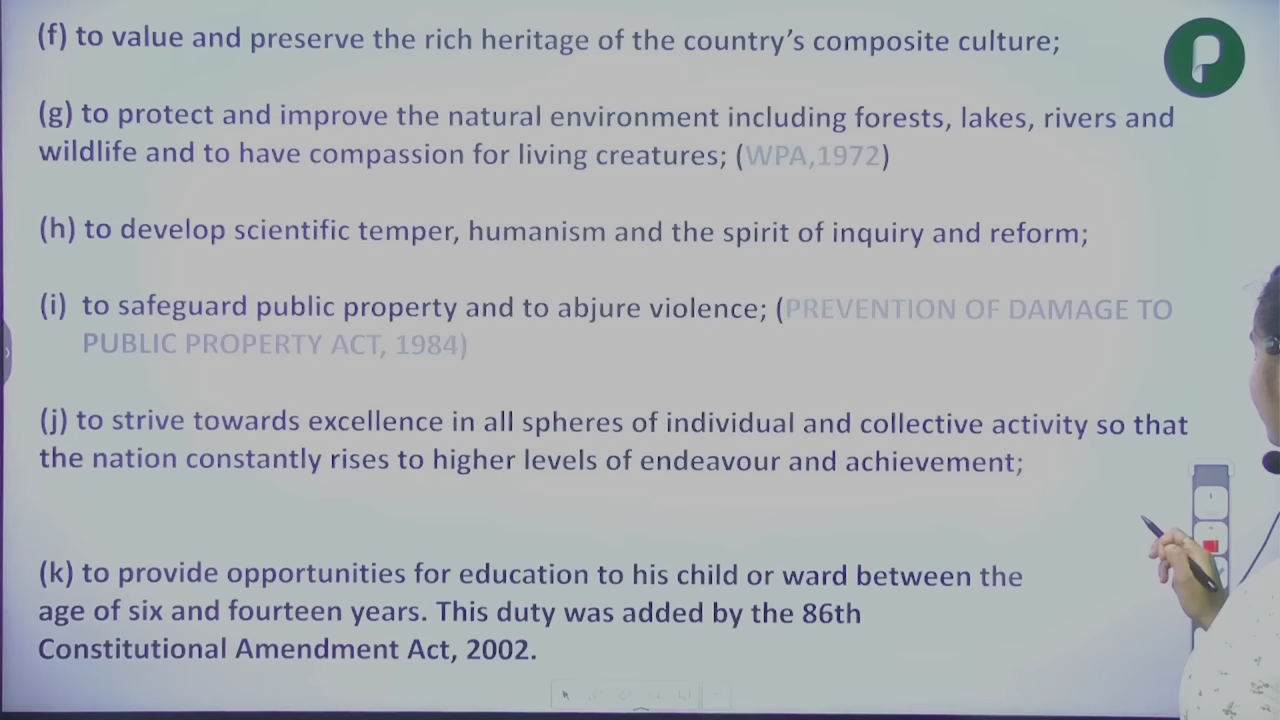 (f) to value and preserve the rich heritage of the country's composite culture;
(g) to protect and improve the natural environment including forests, lakes, rivers and
wildlife and to have compassion for living creatures; (WPA,1972)
(h) to develop scientific temper, humanism and the spirit of inquiry and reform;
(i) to safeguard public property and to abjure violence; (PREVENTION OF DAMAGE TO
PUBLIC PROPERTY ACT, 1984)
(j) to strive towards excellence in all spheres of individual and collective activity so that
the nation constantly rises to higher levels of endeavour and achievement;
(k) to provide opportunities for education to his child or ward between the
age of six and fourteen years. This duty was added by the 86th
Constitutional Amendment Act, 2002.